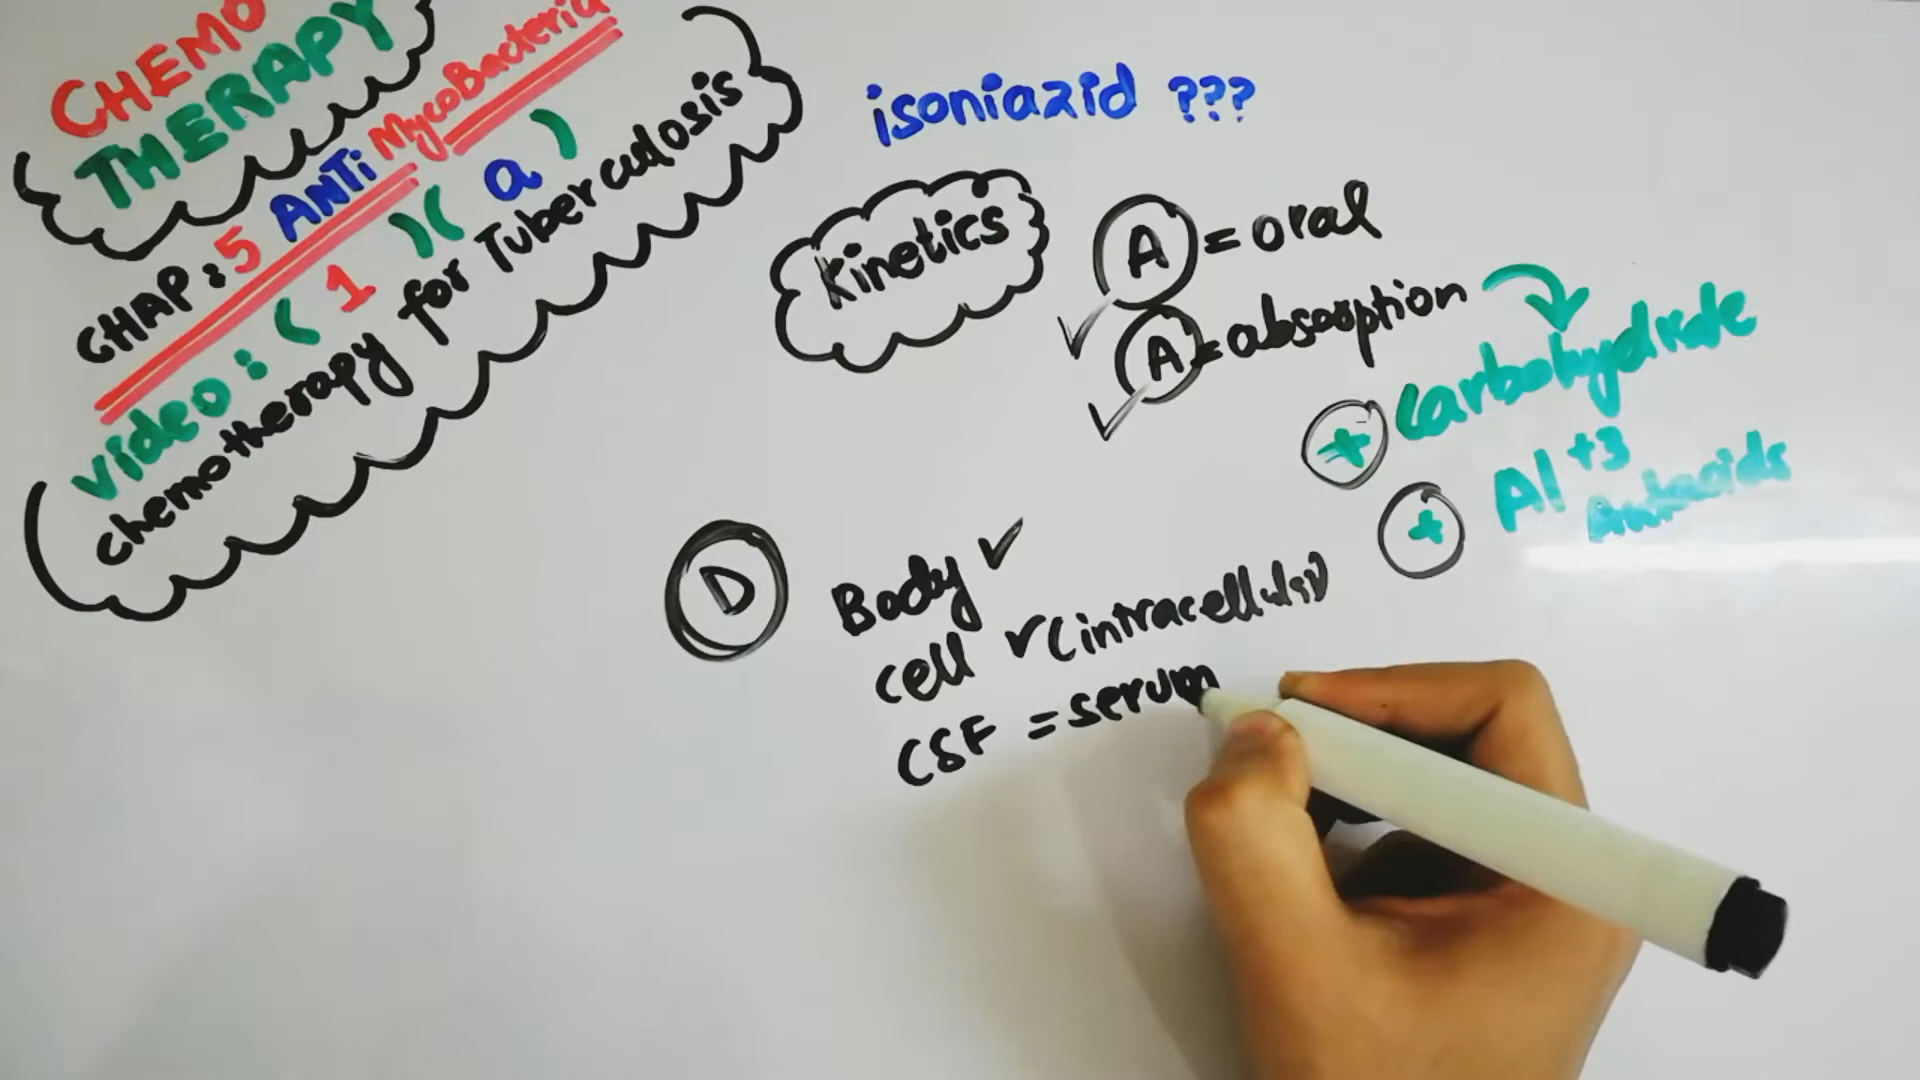 CHEMO
THERAPY
CHAP: 5 ANTi MycoBacteria
Video: ( 1 )( a )
chemotherapy for Tuberculosis
isoniazid ???
Kinetics
A = oral
A = absorption
+ Carbohydrate
+ Al+3
Antacids
D
Body ✓
cell ✓ (intracellular)
CSF = serum